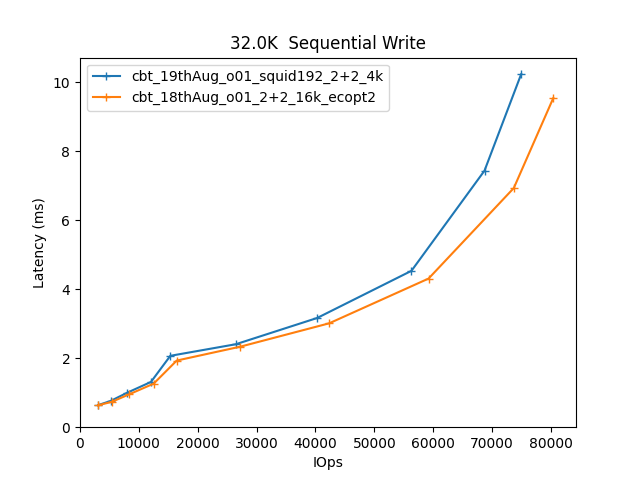 32.0K  Sequential Write
cbt_19thAug_o01_squid192_2+2_4k
cbt_18thAug_o01_2+2_16k_ecopt2
Latency (ms)
10
8
6
4
2
0
0 10000 20000 30000 40000 50000 60000 70000 80000
IOps